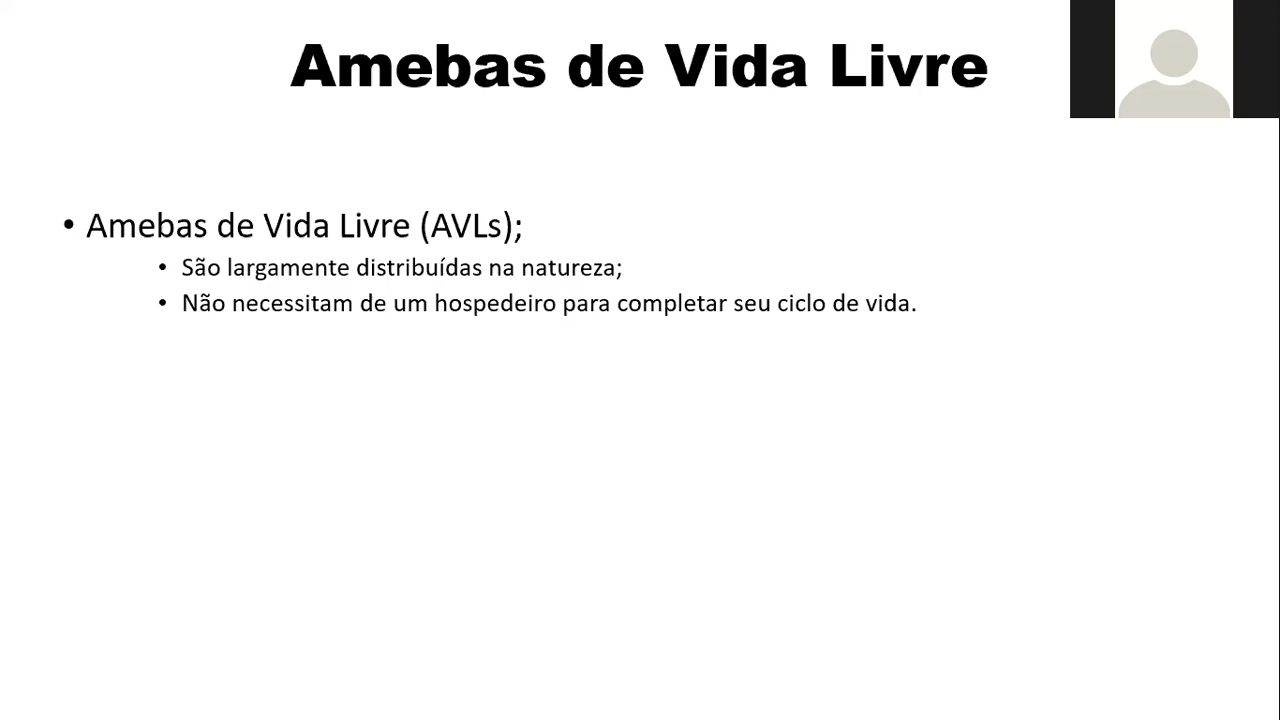 Amebas de Vida Livre
• Amebas de Vida Livre (AVLs);
• São largamente distribuídas na natureza;
• Não necessitam de um hospedeiro para completar seu ciclo de vida.